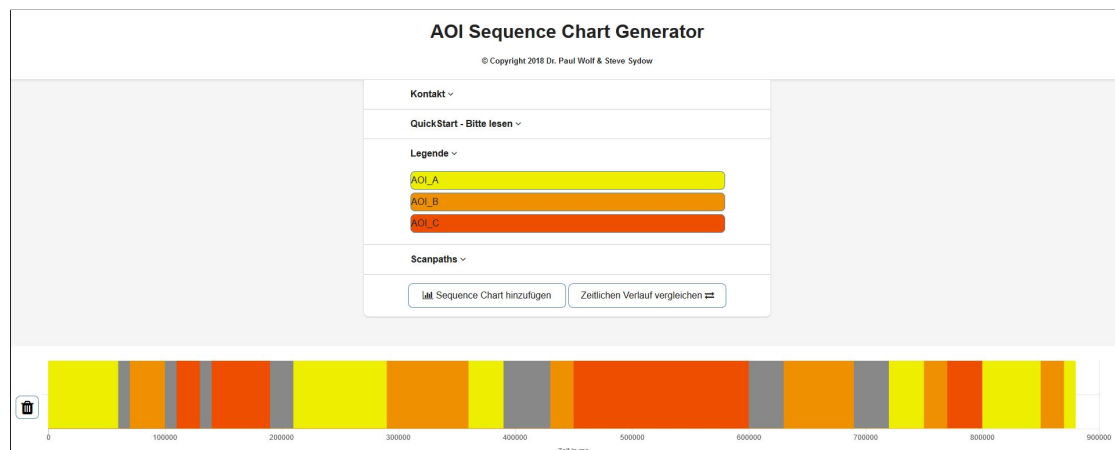 AOI Sequence Chart Generator
© Copyright 2018 Dr. Paul Wolf & Steve Sydow
Kontakt
QuickStart - Bitte lesen
Legende
AOI_A
AOI_B
AOI_C
Scanpaths
Sequence Chart hinzufügen Zeitlichen Verlauf vergleichen
0 100000 200000 300000 400000 500000 600000 700000 800000 900000